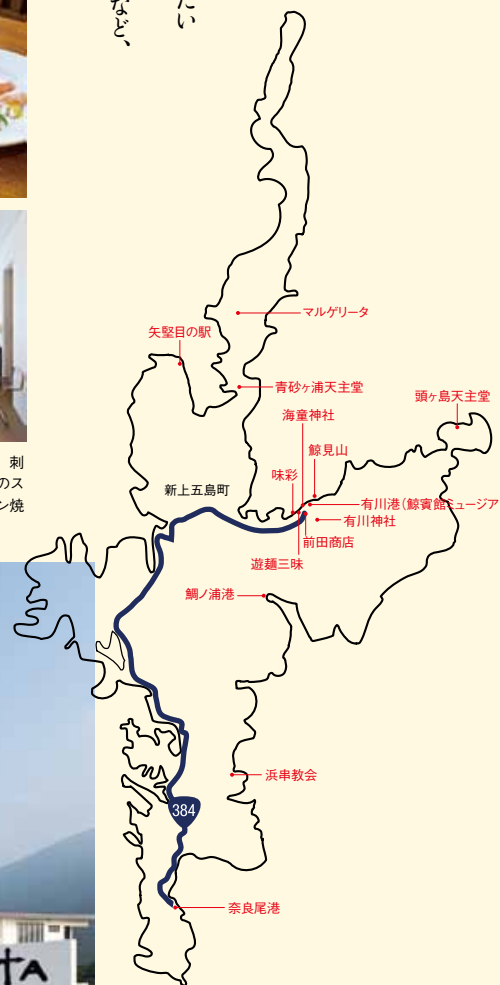 たい
など、
マルゲリータ
矢堅目の駅
青砂ヶ浦天主堂
頭ヶ島天主堂
海童神社
鯨見山
味彩
新上五島町
有川港（鯨賓館ミュージア
有川神社
前田商店
遊麺三昧
鯛ノ浦港
浜串教会
384
奈良尾港
刺
のス
ン焼
TA